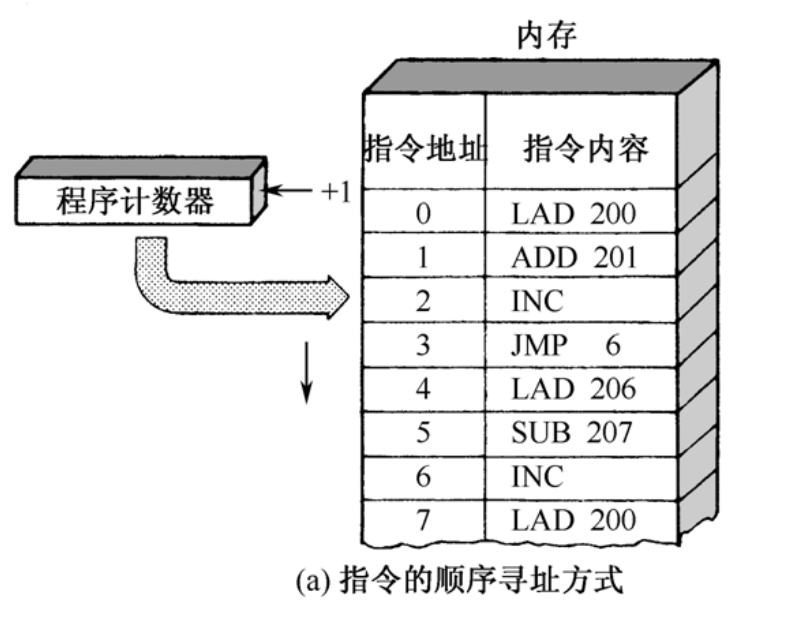 内存
指令地址 指令内容
程序计数器 +1
0 LAD 200
1 ADD 201
2 INC
3 JMP 6
4 LAD 206
5 SUB 207
6 INC
7 LAD 200
(a) 指令的顺序寻址方式